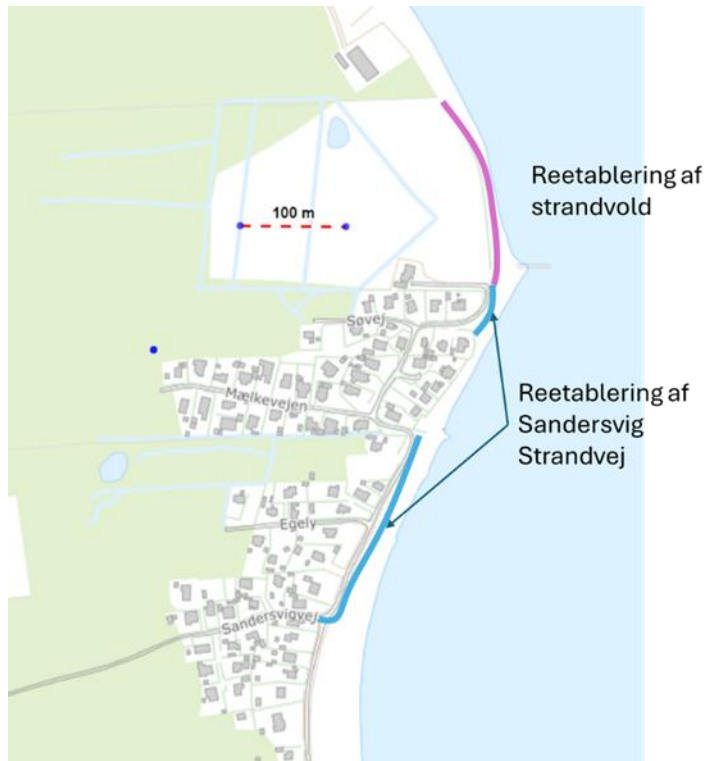 Reetablering af
strandvold
100 m
Søvej
Reetablering af
Sandersvig
Strandvej
Mælkevejen
Egely
Sandersvigvej